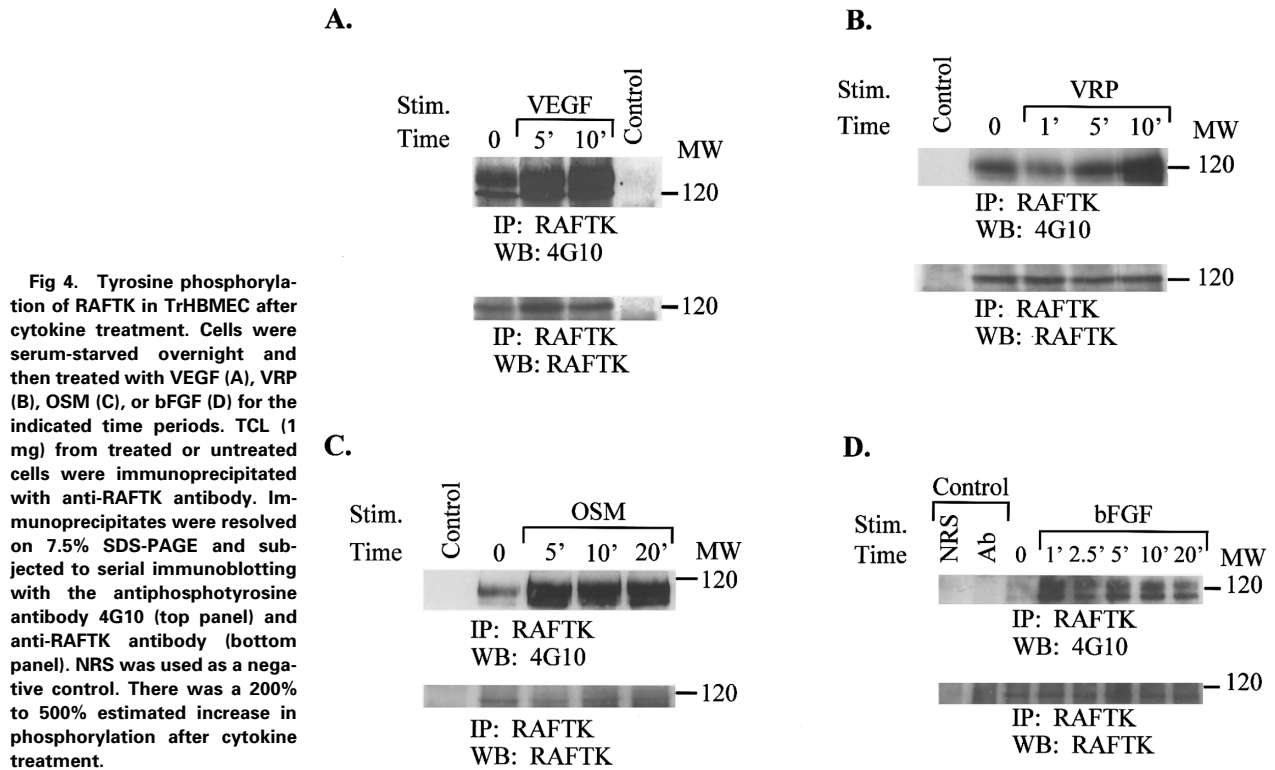 Fig 4. Tyrosine phosphoryla-
tion of RAFTK in TrHBMEC after
cytokine treatment. Cells were
serum-starved overnight and
then treated with VEGF (A), VRP
(B), OSM (C), or bFGF (D) for the
indicated time periods. TCL (1
mg) from treated or untreated
cells were immunoprecipitated
with anti-RAFTK antibody. Im-
munoprecipitates were resolved
on 7.5% SDS-PAGE and sub-
jected to serial immunoblotting
with the antiphosphotyrosine
antibody 4G10 (top panel) and
anti-RAFTK antibody (bottom
panel). NRS was used as a nega-
tive control. There was a 200%
to 500% estimated increase in
phosphorylation after cytokine
treatment.
A.
Stim. VEGF Control
Time 0 5' 10' MW
120
IP: RAFTK
WB: 4G10
120
IP: RAFTK
WB: RAFTK
B.
Stim. Control VRP
Time 0 1' 5' 10' MW
120
IP: RAFTK
WB: 4G10
120
IP: RAFTK
WB: RAFTK
C.
Stim. Control OSM
Time 0 5' 10' 20' MW
120
IP: RAFTK
WB: 4G10
120
IP: RAFTK
WB: RAFTK
D.
Control
Stim. NRS Ab bFGF
Time 0 1' 2.5' 5' 10' 20' MW
120
IP: RAFTK
WB: 4G10
120
IP: RAFTK
WB: RAFTK